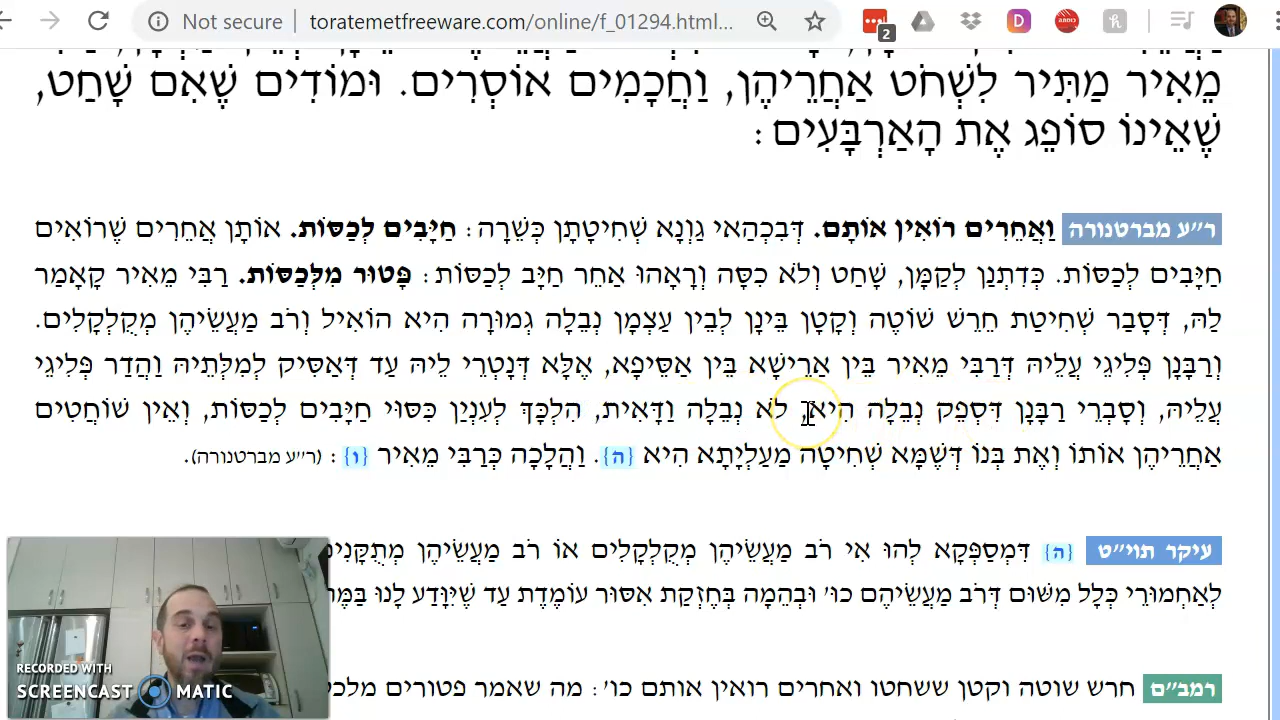 Not secure | toratemetfreeware.com/online/f_01294.html...
2
D
מֵאִיר מַתִּיר לִשְׁחֹט אַחֲרֵיהֶן, וַחֲכָמִים אוֹסְרִים. וּמוֹדִים שֶׁאִם שָׁחַט,
שֶׁאֵינוֹ סוֹפֵג אֶת הָאַרְבָּעִים:
ר"ע מברטנורה וַאֲחֵרִים רוֹאִין אוֹתָם. דְּבִכְהַאי גַוְנָא שְׁחִיטָתָן כְּשֵׁרָה: חַיָּבִים לְכַסּוֹת. אוֹתָן אֲחֵרִים שֶׁרוֹאִים
חַיָּבִים לְכַסּוֹת. כְּדִתְנַן לְקַמָּן, שָׁחַט וְלֹא כִסָּה וְרָאָהוּ אַחֵר חַיָּב לְכַסּוֹת: פָּטוּר מִלְּכַסּוֹת. רַבִּי מֵאִיר קָאָמַר
לַהּ, דְּסָבַר שְׁחִיטַת חֵרֵשׁ שׁוֹטֶה וְקָטָן בֵּינָן לְבֵין עַצְמָן נְבֵלָה גְמוּרָה הִיא הוֹאִיל וְרֹב מַעֲשֵׂיהֶן מְקֻלְקָלִים.
וְרַבָּנָן פְּלִיגֵי עֲלֵיהּ דְּרַבִּי מֵאִיר בֵּין אַרֵישָׁא בֵּין אַסֵּיפָא, אֶלָּא דְּנָטְרֵי לֵיהּ עַד דְּאַסִּיק לְמִלְּתֵיהּ וַהֲדַר פְּלִיגֵי
עֲלֵיהּ, וְסָבְרֵי רַבָּנָן דִּסְפֵק נְבֵלָה הִיא, לֹא נְבֵלָה וַדָּאִית, הִלְכָּךְ לְעִנְיַן כִּסּוּי חַיָּבִים לְכַסּוֹת, וְאֵין שׁוֹחֲטִים
אַחֲרֵיהֶן אוֹתוֹ וְאֶת בְּנוֹ דְּשֶׁמָּא שְׁחִיטָה מַעַלְיָתָא הִיא {ה}. וַהֲלָכָה כְּרַבִּי מֵאִיר {ו}: (ר"ע מברטנורה).
עיקר תוי"ט {ה} דִּמְסַפְּקָא לְהוּ אִי רֹב מַעֲשֵׂיהֶן מְקֻלְקָלִים אוֹ רֹב מַעֲשֵׂיהֶן מְתֻקָּנִים
לְאַחְמוּרֵי כְּלָל מִשּׁוּם דְּרֹב מַעֲשֵׂיהֶם כוּ' וּבְהֵמָה בְּחֶזְקַת אִסּוּר עוֹמֶדֶת עַד שֶׁיִּוָּדַע לָנוּ
רמב"ם חרש שוטה וקטן ששחטו ואחרים רואין אותם כו': מה שאמר פטורים
RECORDED WITH
SCREENCAST MATIC